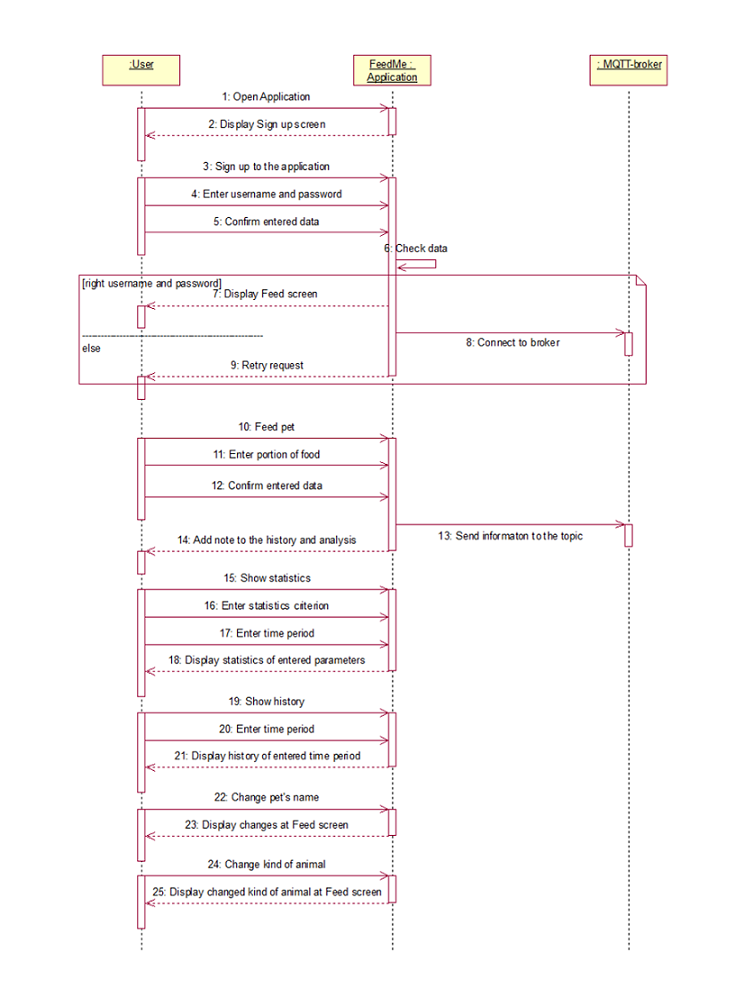 :User
FeedMe :
Application
: MQTT-broker
1: Open Application
2: Display Sign up screen
3: Sign up to the application
4: Enter username and password
5: Confirm entered data
6: Check data
[right username and password]
7: Display Feed screen
8: Connect to broker
else
9: Retry request
10: Feed pet
11: Enter portion of food
12: Confirm entered data
13: Send informaton to the topic
14: Add note to the history and analysis
15: Show statistics
16: Enter statistics criterion
17: Enter time period
18: Display statistics of entered parameters
19: Show history
20: Enter time period
21: Display history of entered time period
22: Change pet's name
23: Display changes at Feed screen
24: Change kind of animal
25: Display changed kind of animal at Feed screen